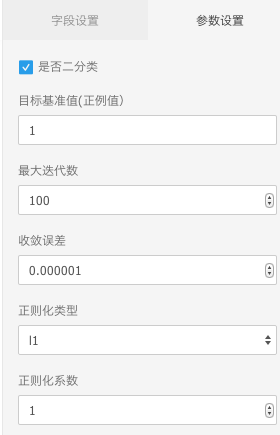 字段设置 参数设置
是否二分类
目标基准值(正例值)
1
最大迭代数
100
收敛误差
0.000001
正则化类型
l1
正则化系数
1